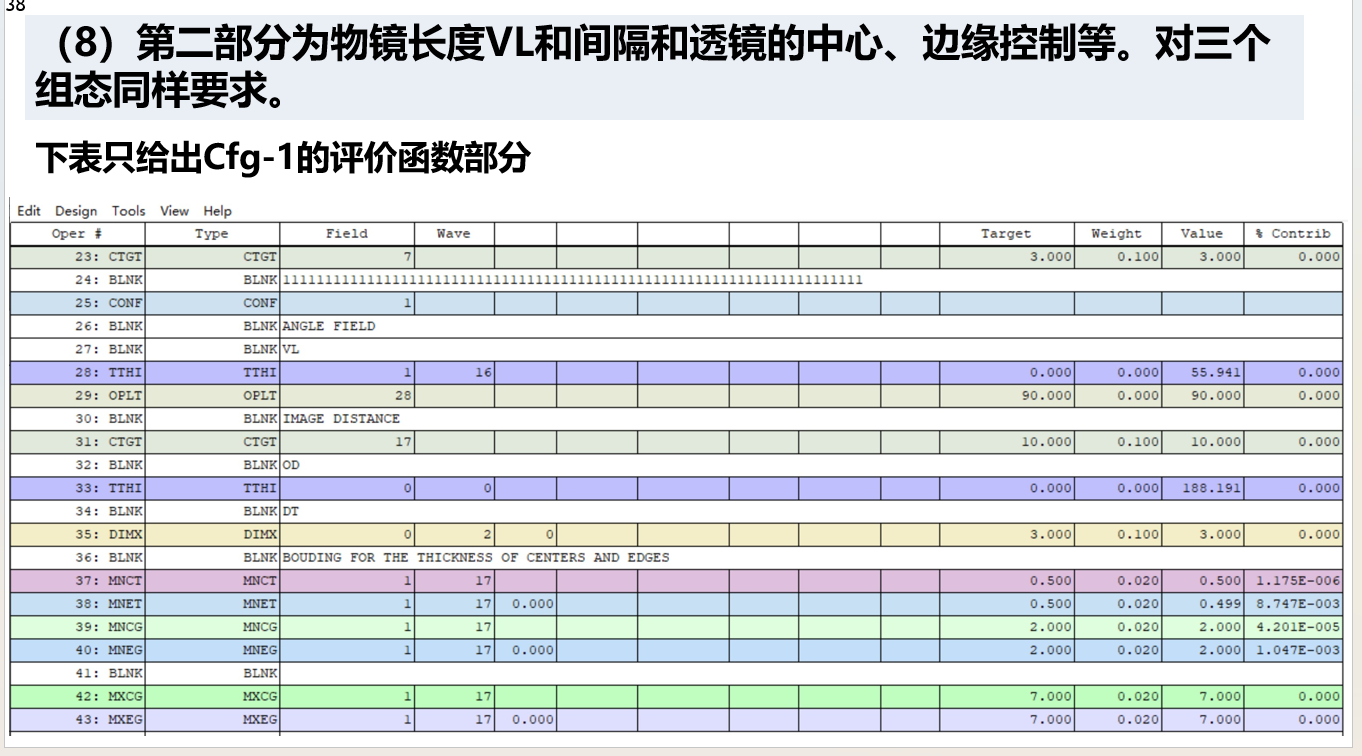 38
（8）第二部分为物镜长度VL和间隔和透镜的中心、边缘控制等。对三个
组态同样要求。
下表只给出Cfg-1的评价函数部分
Edit Design Tools View Help
Oper # Type Field Wave Target Weight Value % Contrib
23: CTGT CTGT 7 3.000 0.100 3.000 0.000
24: BLNK BLNK 1111111111111111111111111111111111111111111111111111111111111111111111111
25: CONF CONF 1
26: BLNK BLNK ANGLE FIELD
27: BLNK BLNK VL
28: TTHI TTHI 1 16 0.000 0.000 55.941 0.000
29: OPLT OPLT 28 90.000 0.000 90.000 0.000
30: BLNK BLNK IMAGE DISTANCE
31: CTGT CTGT 17 10.000 0.100 10.000 0.000
32: BLNK BLNK OD
33: TTHI TTHI 0 0 0.000 0.000 188.191 0.000
34: BLNK BLNK DT
35: DIMX DIMX 0 2 0 3.000 0.100 3.000 0.000
36: BLNK BLNK BOUDING FOR THE THICKNESS OF CENTERS AND EDGES
37: MNCT MNCT 1 17 0.500 0.020 0.500 1.175E-006
38: MNET MNET 1 17 0.000 0.500 0.020 0.499 8.747E-003
39: MNCG MNCG 1 17 2.000 0.020 2.000 4.201E-005
40: MNEG MNEG 1 17 0.000 2.000 0.020 2.000 1.047E-003
41: BLNK BLNK
42: MXCG MXCG 1 17 7.000 0.020 7.000 0.000
43: MXEG MXEG 1 17 0.000 7.000 0.020 7.000 0.000